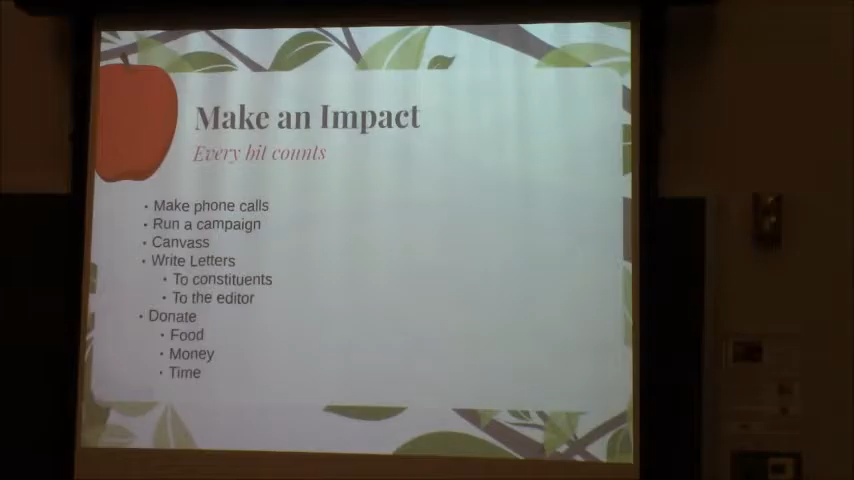 Make an Impact
Every bit counts
• Make phone calls
• Run a campaign
• Canvass
• Write Letters
• To constituents
• To the editor
• Donate
• Food
• Money
• Time